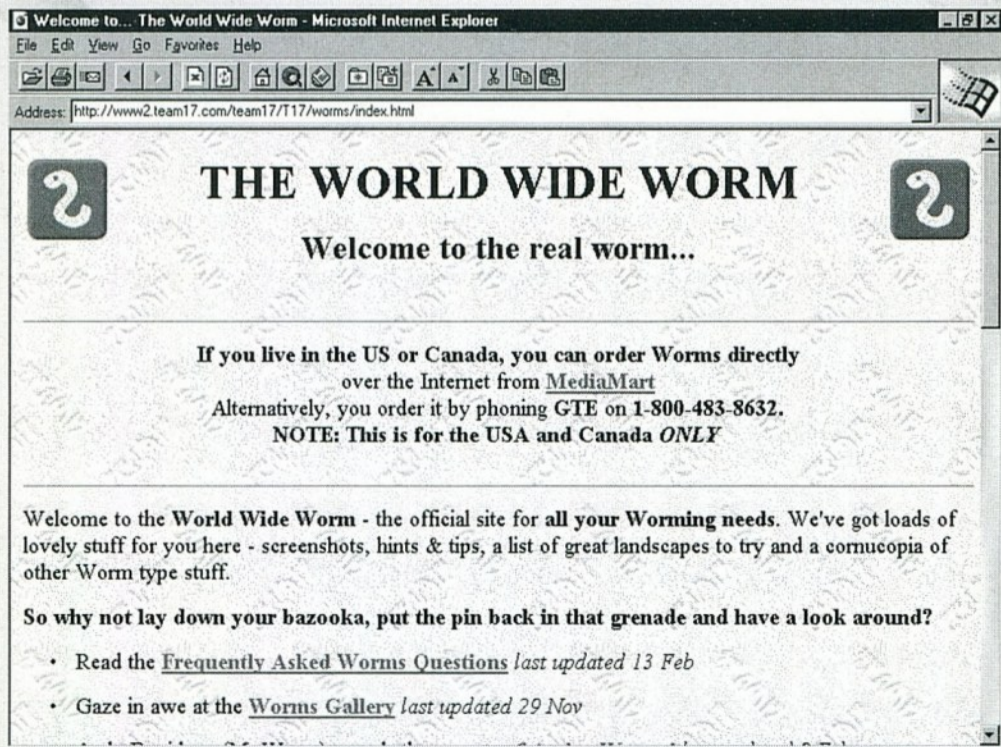 Welcome to... The World Wide Worm - Microsoft Internet Explorer
File Edit View Go Favorites Help
Address: http://www2.team17.com/team17/T17/worms/index.html
THE WORLD WIDE WORM
Welcome to the real worm...
If you live in the US or Canada, you can order Worms directly
over the Internet from MediaMart
Alternatively, you order it by phoning GTE on 1-800-483-8632.
NOTE: This is for the USA and Canada ONLY
Welcome to the World Wide Worm - the official site for all your Worming needs. We've got loads of
lovely stuff for you here - screenshots, hints & tips, a list of great landscapes to try and a cornucopia of
other Worm type stuff.
So why not lay down your bazooka, put the pin back in that grenade and have a look around?
• Read the Frequently Asked Worms Questions last updated 13 Feb
• Gaze in awe at the Worms Gallery last updated 29 Nov